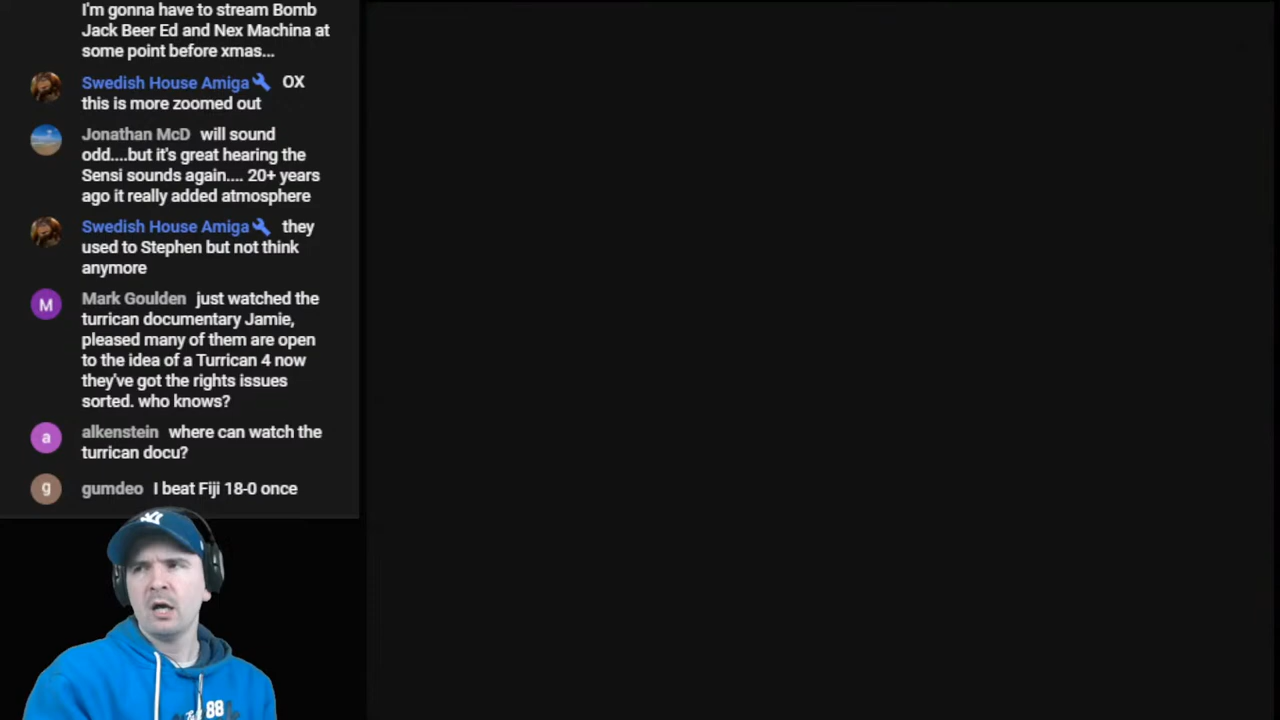 I'm gonna have to stream Bomb
Jack Beer Ed and Nex Machina at
some point before xmas...
Swedish House Amiga OX
this is more zoomed out
Jonathan McD will sound
odd....but it's great hearing the
Sensi sounds again.... 20+ years
ago it really added atmosphere
Swedish House Amiga they
used to Stephen but not think
anymore
M Mark Goulden just watched the
turrican documentary Jamie,
pleased many of them are open
to the idea of a Turrican 4 now
they've got the rights issues
sorted. who knows?
a alkenstein where can watch the
turrican docu?
g gumdeo I beat Fiji 18-0 once
88